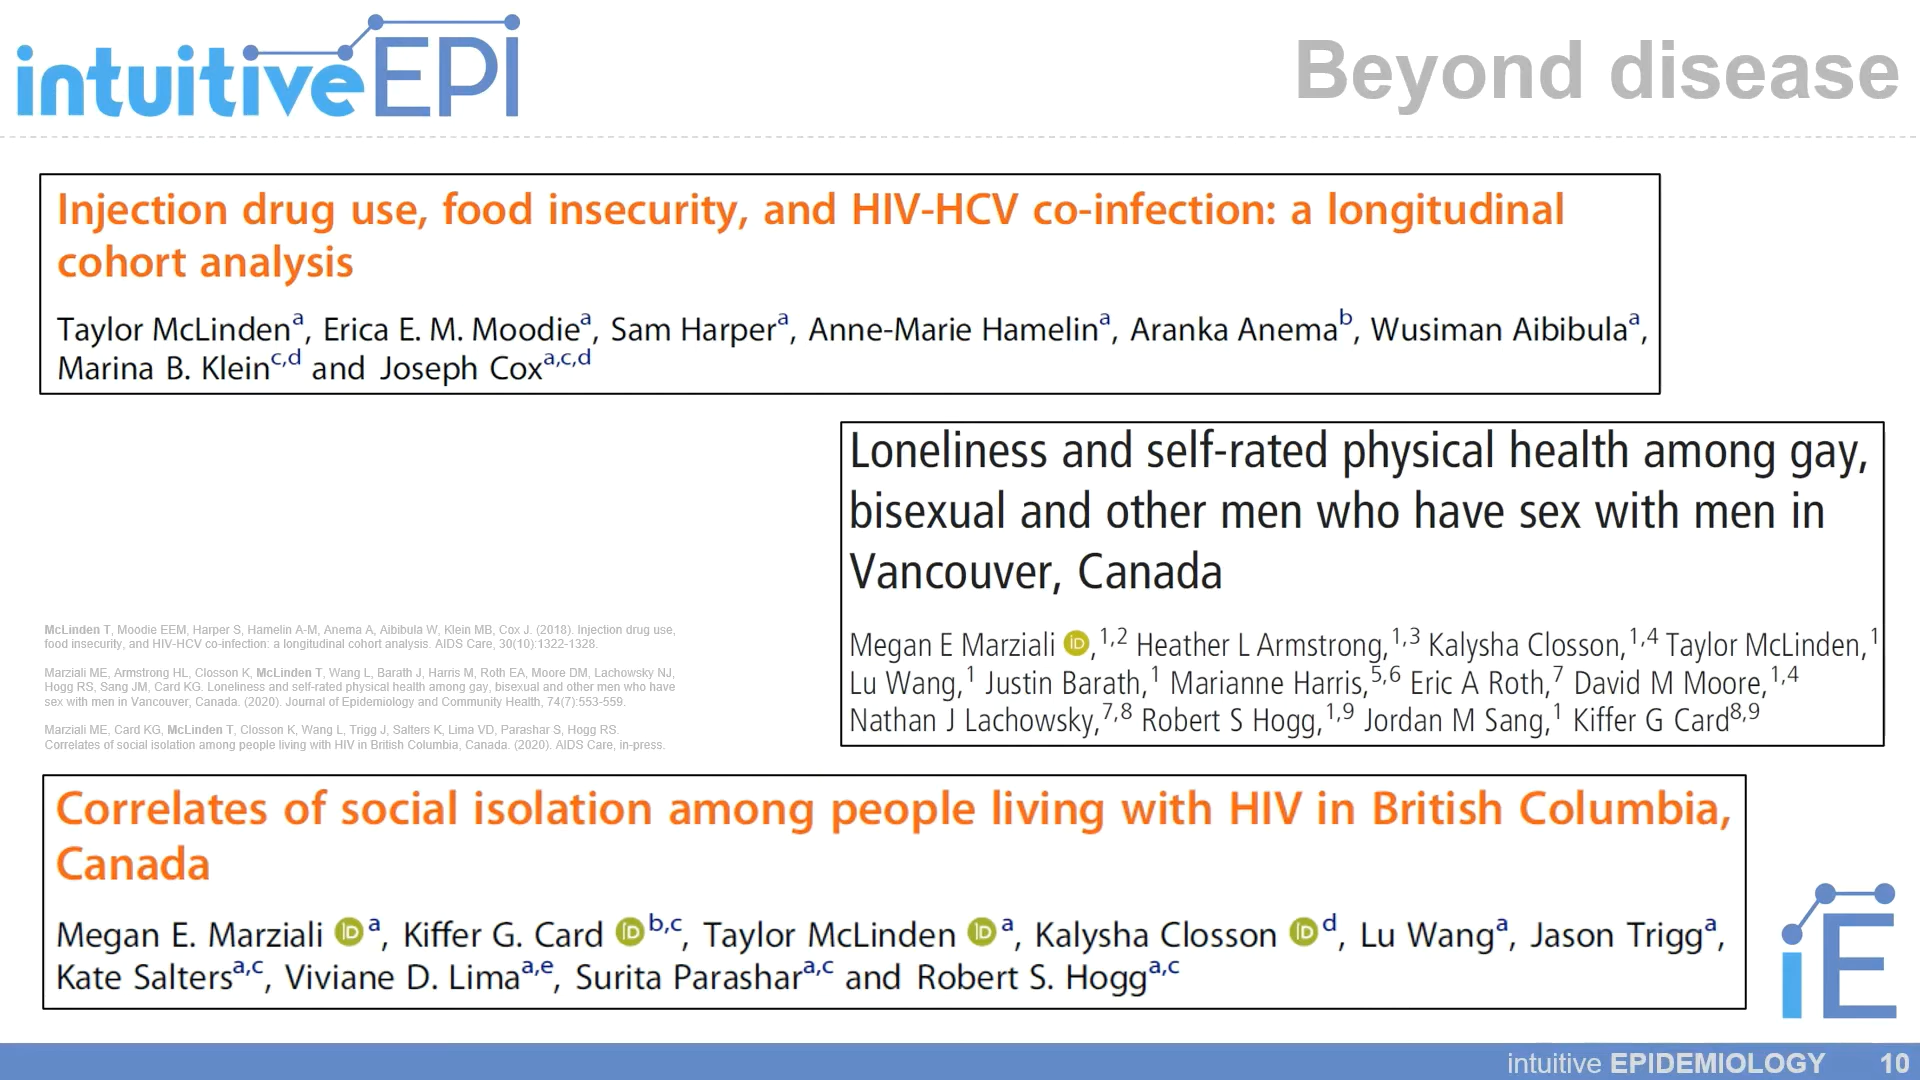 intuitiveEPI
Beyond disease
Injection drug use, food insecurity, and HIV-HCV co-infection: a longitudinal
cohort analysis
Taylor McLindenᵃ, Erica E. M. Moodieᵃ, Sam Harperᵃ, Anne-Marie Hamelinᵃ, Aranka Anemaᵇ, Wusiman Aibibulaᵃ,
Marina B. Kleinᶜ,ᵈ and Joseph Coxᵃ,ᶜ,ᵈ
Loneliness and self-rated physical health among gay,
bisexual and other men who have sex with men in
Vancouver, Canada
Megan E Marziali iD,¹,² Heather L Armstrong,¹,³ Kalysha Closson,¹,⁴ Taylor McLinden,¹
Lu Wang,¹ Justin Barath,¹ Marianne Harris,⁵,⁶ Eric A Roth,⁷ David M Moore,¹,⁴
Nathan J Lachowsky,⁷,⁸ Robert S Hogg,¹,⁹ Jordan M Sang,¹ Kiffer G Card⁸,⁹
McLinden T, Moodie EEM, Harper S, Hamelin A-M, Anema A, Aibibula W, Klein MB, Cox J. (2018). Injection drug use,
food insecurity, and HIV-HCV co-infection: a longitudinal cohort analysis. AIDS Care, 30(10):1322-1328.
Marziali ME, Armstrong HL, Closson K, McLinden T, Wang L, Barath J, Harris M, Roth EA, Moore DM, Lachowsky NJ,
Hogg RS, Sang JM, Card KG. Loneliness and self-rated physical health among gay, bisexual and other men who have
sex with men in Vancouver, Canada. (2020). Journal of Epidemiology and Community Health, 74(7):553-559.
Marziali ME, Card KG, McLinden T, Closson K, Wang L, Trigg J, Salters K, Lima VD, Parashar S, Hogg RS.
Correlates of social isolation among people living with HIV in British Columbia, Canada. (2020). AIDS Care, in-press.
Correlates of social isolation among people living with HIV in British Columbia,
Canada
Megan E. Marziali iDᵃ, Kiffer G. Card iDᵇ,ᶜ, Taylor McLinden iDᵃ, Kalysha Closson iDᵈ, Lu Wangᵃ, Jason Triggᵃ,
Kate Saltersᵃ,ᶜ, Viviane D. Limaᵃ,ᵉ, Surita Parasharᵃ,ᶜ and Robert S. Hoggᵃ,ᶜ
iE
intuitive EPIDEMIOLOGY 10